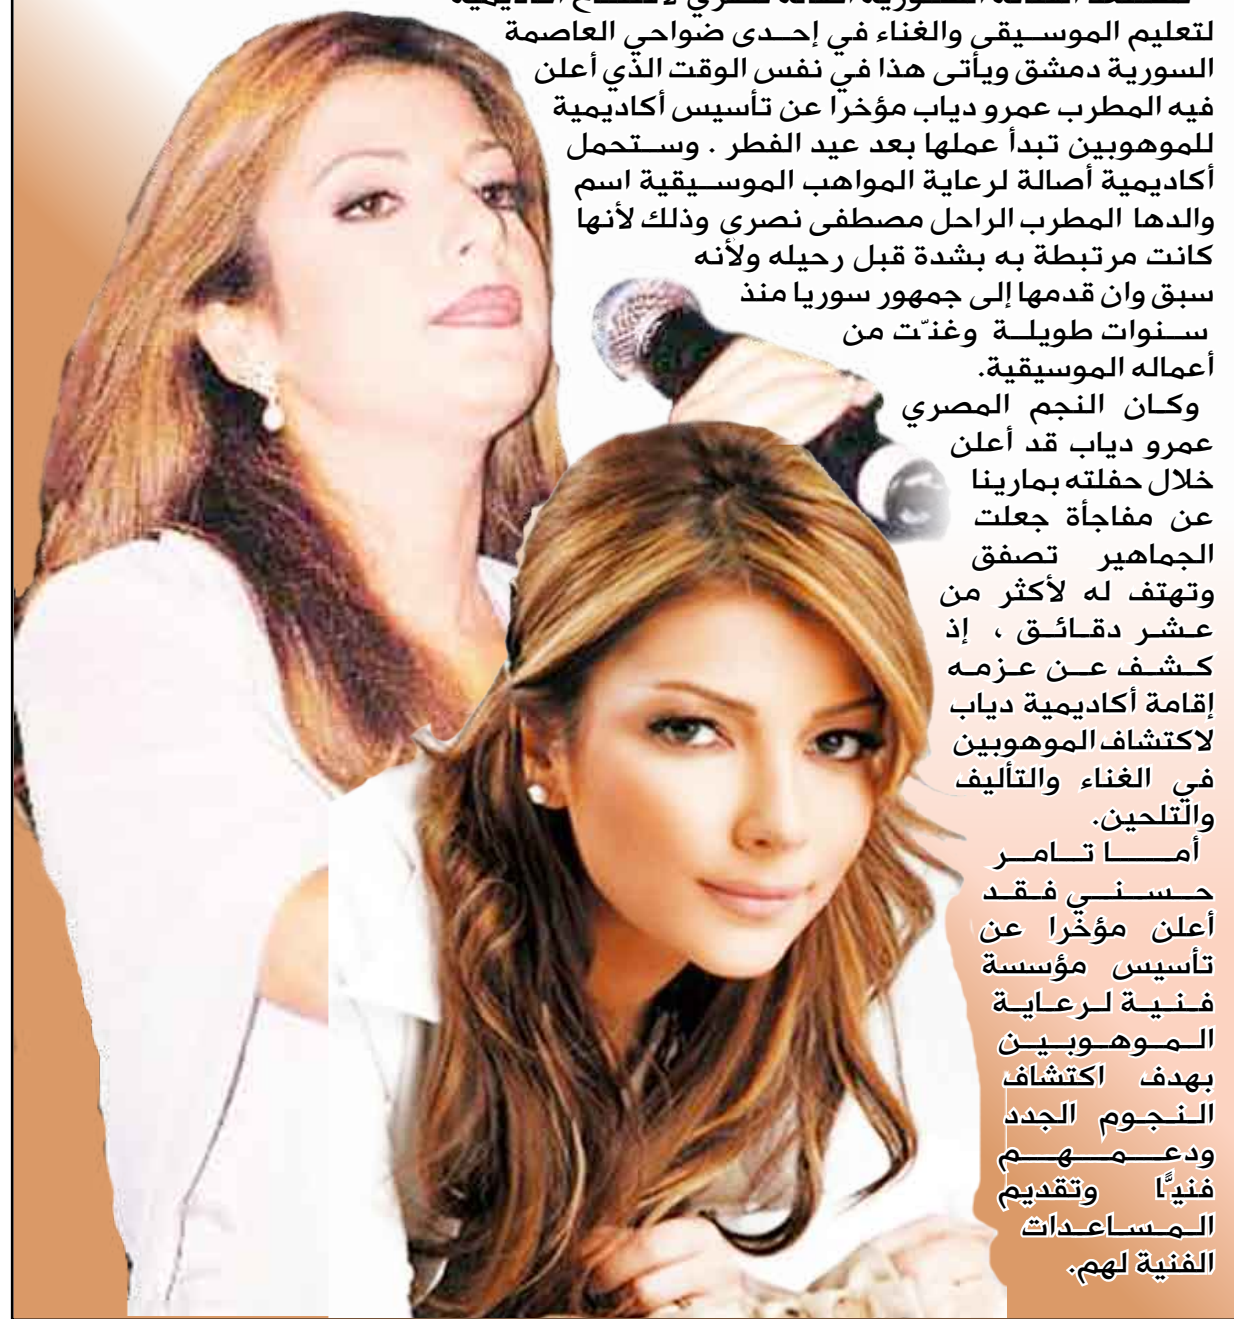 لتعليم الموسيقى والغناء في إحدى ضواحي العاصمة
السورية دمشق ويأتى هذا في نفس الوقت الذي أعلن
فيه المطرب عمرو دياب مؤخرا عن تأسيس أكاديمية
للموهوبين تبدأ عملها بعد عيد الفطر . وستحمل
أكاديمية أصالة لرعاية المواهب الموسيقية اسم
والدها المطرب الراحل مصطفى نصري وذلك لأنها
كانت مرتبطة به بشدة قبل رحيله ولأنه
سبق وان قدمها إلى جمهور سوريا منذ
سنوات طويلة وغنّت من
أعماله الموسيقية.
وكان النجم المصري
عمرو دياب قد أعلن
خلال حفلته بمارينا
عن مفاجأة جعلت
الجماهير تصفق
وتهتف له لأكثر من
عشر دقائق ، إذ
كشف عن عزمه
إقامة أكاديمية دياب
لاكتشاف الموهوبين
في الغناء والتأليف
والتلحين.
أما تامر
حسني فقد
أعلن مؤخرا عن
تأسيس مؤسسة
فنية لرعاية
الموهوبين
بهدف اكتشاف
النجوم الجدد
ودعمهم
فنيًّا وتقديم
المساعدات
الفنية لهم.